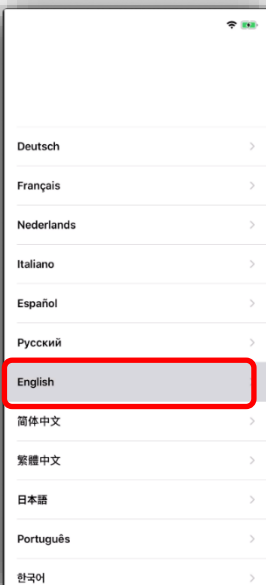 Deutsch
Français
Nederlands
Italiano
Español
Русский
English
简体中文
繁體中文
日本語
Português
한국어